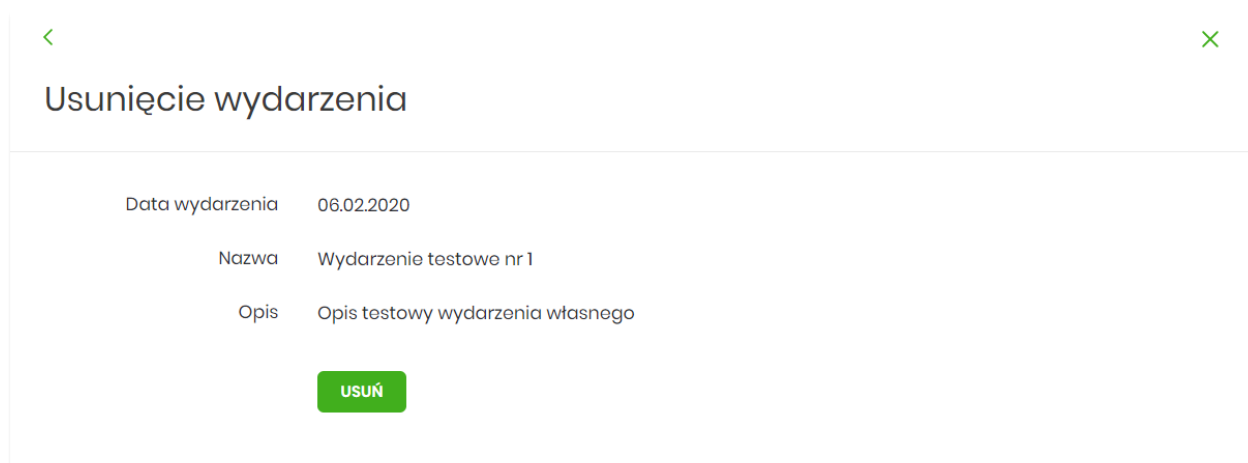 Usunięcie wydarzenia
Data wydarzenia 06.02.2020
Nazwa Wydarzenie testowe nr 1
Opis Opis testowy wydarzenia własnego
USUŃ